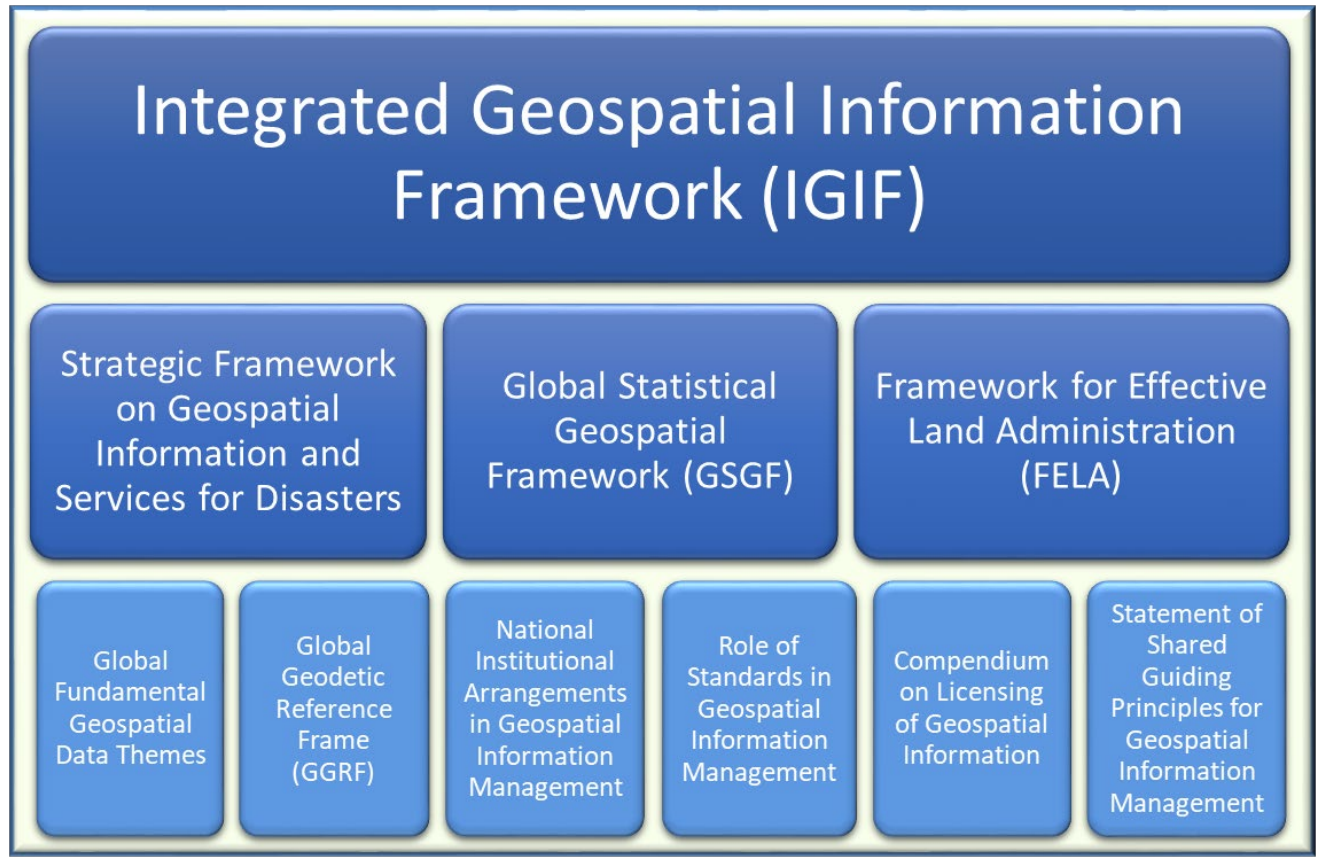 Integrated Geospatial Information
Framework (IGIF)
Strategic Framework
on Geospatial
Information and
Services for Disasters
Global Statistical
Geospatial
Framework (GSGF)
Framework for Effective
Land Administration
(FELA)
Global
Fundamental
Geospatial
Data Themes
Global
Geodetic
Reference
Frame
(GGRF)
National
Institutional
Arrangements
in Geospatial
Information
Management
Role of
Standards in
Geospatial
Information
Management
Compendium
on Licensing
of Geospatial
Information
Statement of
Shared
Guiding
Principles for
Geospatial
Information
Management